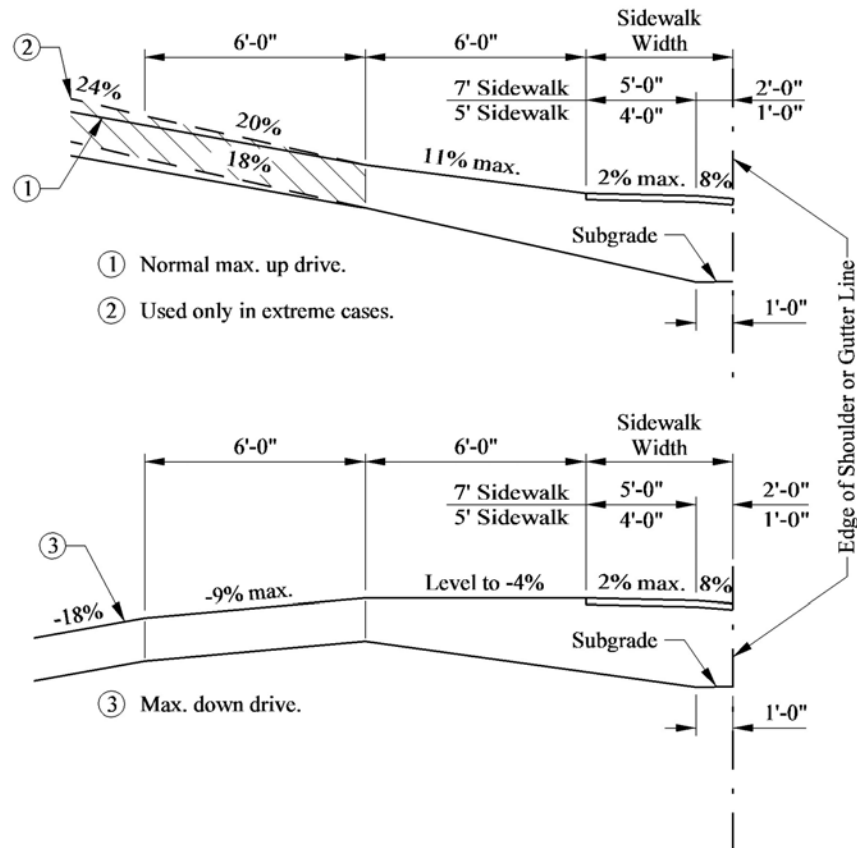 Sidewalk
Width
6'-0"
6'-0"
2
7' Sidewalk
5'-0"
2'-0"
5' Sidewalk
4'-0"
1'-0"
24%
20%
18%
11% max.
2% max.
8%
1
Subgrade
1 Normal max. up drive.
2 Used only in extreme cases.
1'-0"
Edge of Shoulder or Gutter Line
Sidewalk
Width
6'-0"
6'-0"
7' Sidewalk
5'-0"
2'-0"
5' Sidewalk
4'-0"
1'-0"
3
-18%
-9% max.
Level to -4%
2% max.
8%
Subgrade
3 Max. down drive.
1'-0"